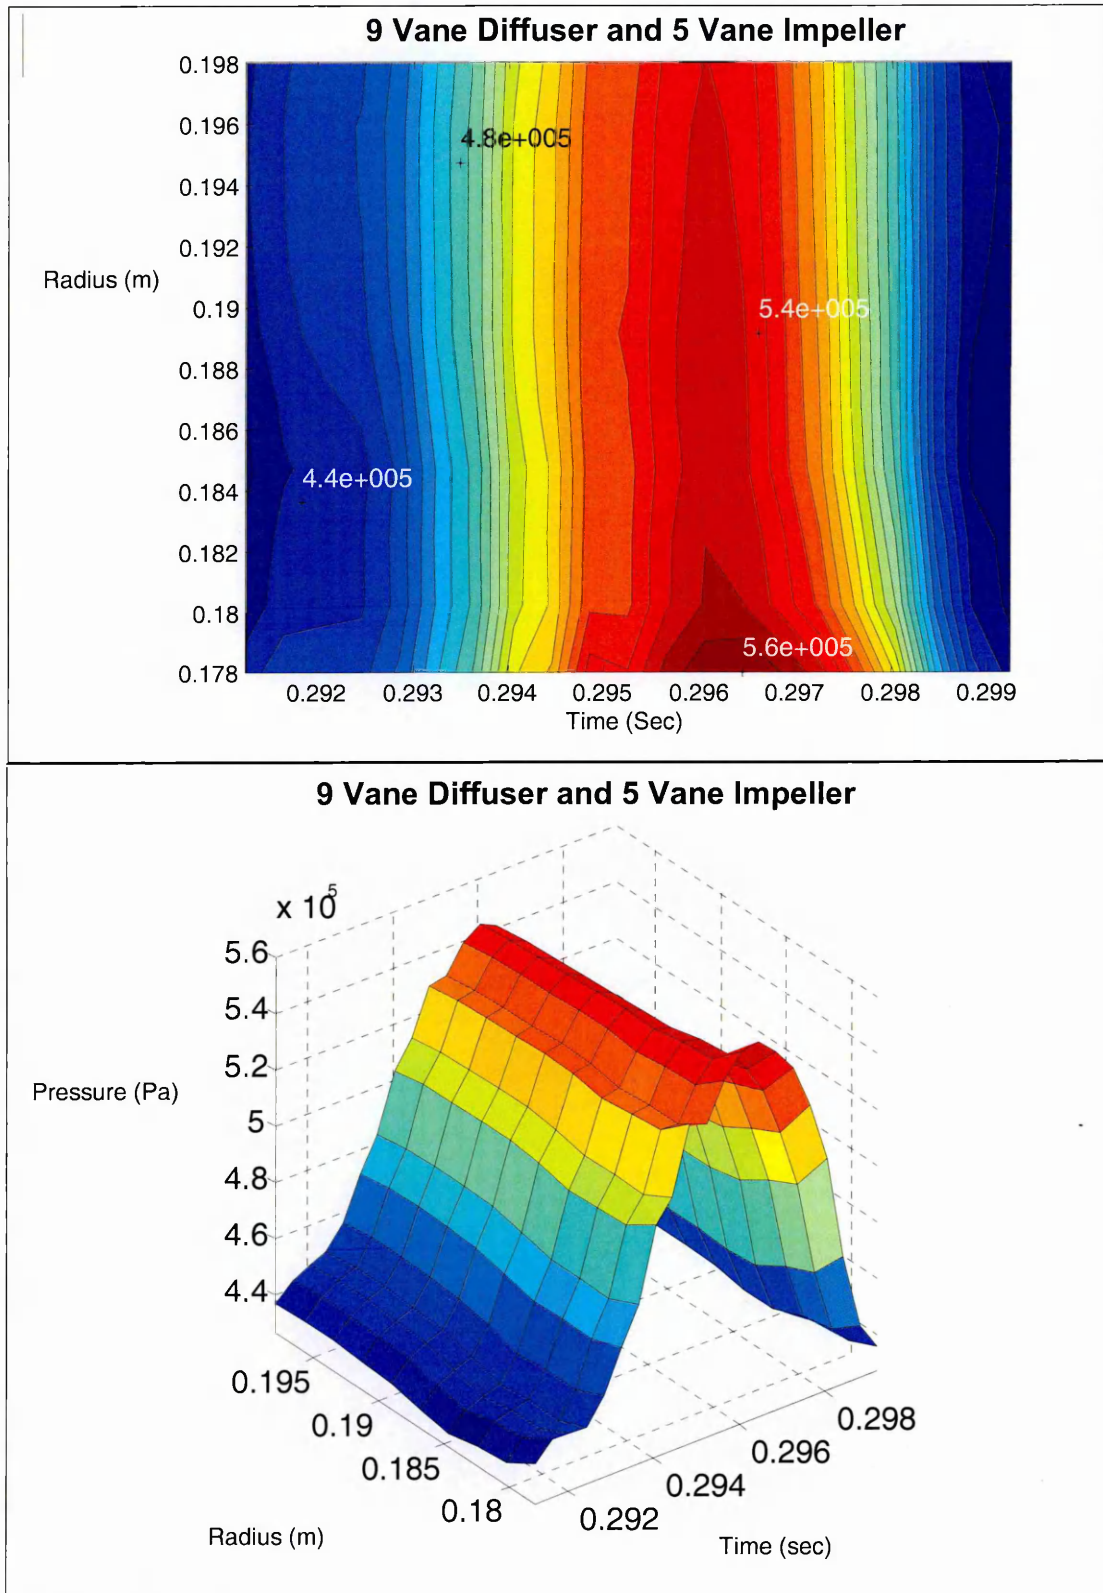 9 Vane Diffuser and 5 Vane Impeller
0.198
0.196
4.8e+005
0.194
0.192
Radius (m)
0.19
5.4e+005
0.188
0.186
4.4e+005
0.184
0.182
0.18
5.6e+005
0.178
0.292 0.293 0.294 0.295 0.296 0.297 0.298 0.299
Time (Sec)
9 Vane Diffuser and 5 Vane Impeller
x 10^5
5.6
5.4
5.2
Pressure (Pa)
5
4.8
4.6
4.4
0.195
0.19
0.185
0.18
Radius (m)
0.298
0.296
0.294
0.292
Time (sec)